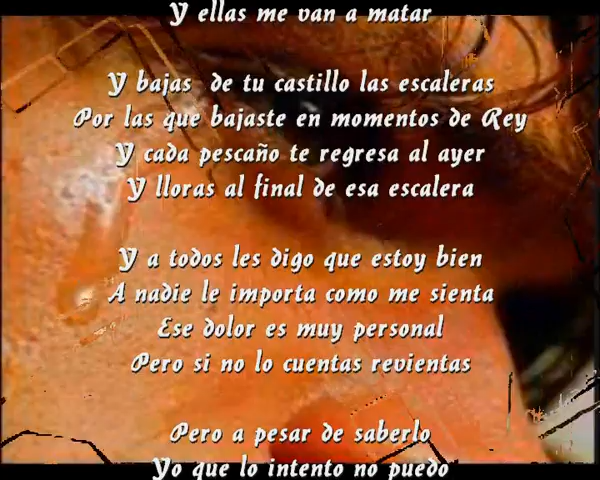 Y ellas me van a matar
Y bajas de tu castillo las escaleras
Por las que bajaste en momentos de Rey
Y cada pescaño te regresa al ayer
Y lloras al final de esa escalera
Y a todos les digo que estoy bien
A nadie le importa como me sienta
Ese dolor es muy personal
Pero si no lo cuentas revientas
Pero a pesar de saberlo
Yo que lo intento no puedo